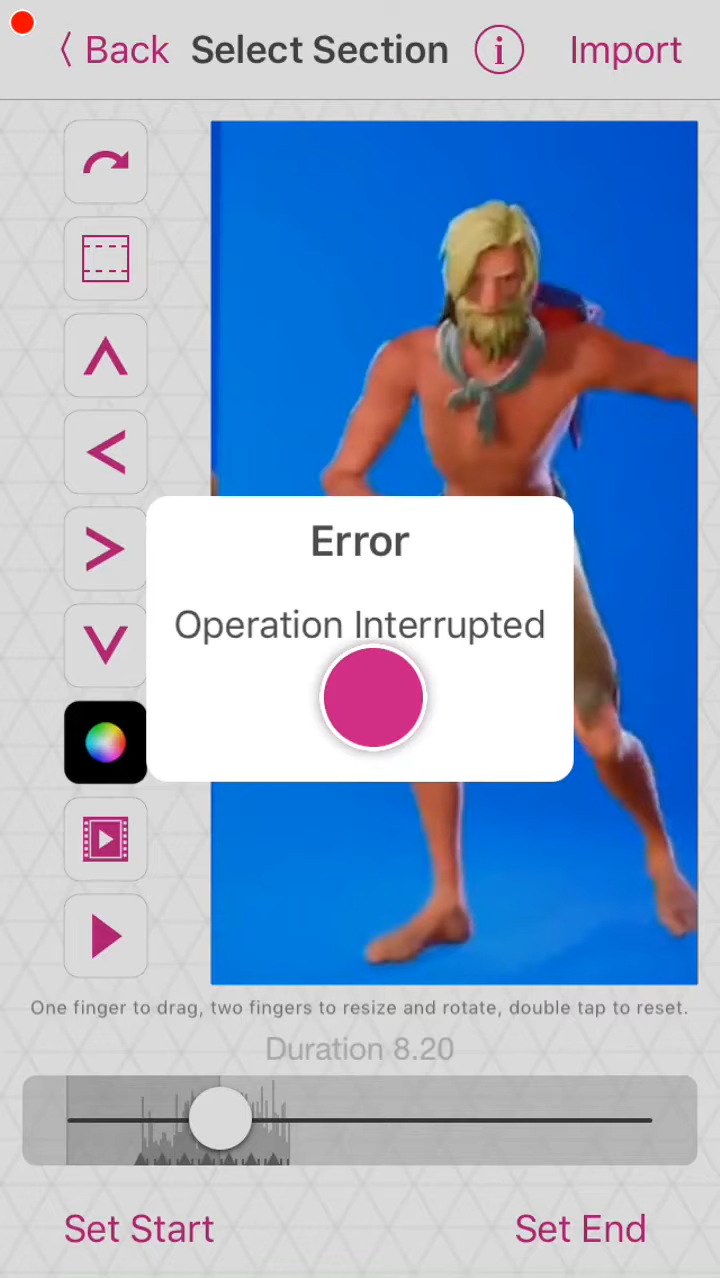 Back Select Section i Import
Error
Operation Interrupted
One finger to drag, two fingers to resize and rotate, double tap to reset.
Duration 8.20
Set Start Set End